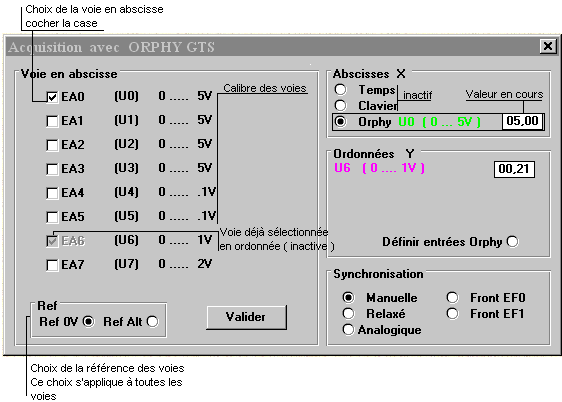 Choix de la voie en abscisse
cocher la case
Acquisition avec ORPHY GTS
Voie en abscisse
EA0 (U0) 0 ..... 5V
EA1 (U1) 0 ..... 5V
EA2 (U2) 0 ..... 5V
EA3 (U3) 0 ..... 5V
EA4 (U4) 0 ..... .1V
EA5 (U5) 0 ..... .1V
EA6 (U6) 0 ..... 1V
EA7 (U7) 0 ..... 2V
Calibre des voies
Voie déjà sélectionnée
en ordonnée ( inactive )
Ref
Ref 0V
Ref Alt
Valider
Abscisses X
Temps
Clavier
inactif
Valeur en cours
Orphy U0 ( 0 ... 5V ) 05,00
Ordonnées Y
U6 ( 0 .... 1V ) 00,21
Définir entrées Orphy
Synchronisation
Manuelle Front EF0
Relaxé Front EF1
Analogique
Choix de la référence des voies
Ce choix s'applique à toutes les
voies